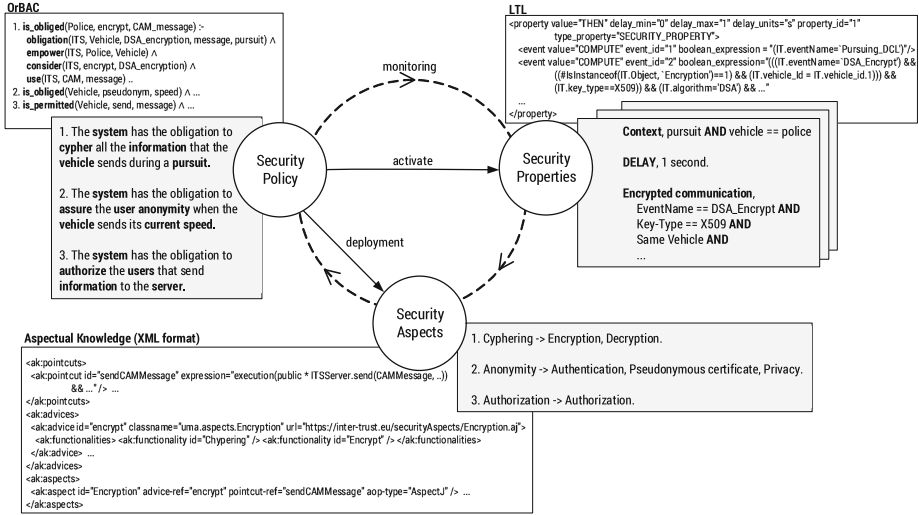 OrBAC
1. is_obliged(Police, encrypt, CAM_message) :-
obligation(ITS, Vehicle, DSA_encryption, message, pursuit) ∧
empower(ITS, Police, Vehicle) ∧
consider(ITS, encrypt, DSA_encryption) ∧
use(ITS, CAM, message) ..
2. is_obliged(Vehicle, pseudonym, speed) ∧ ...
3. is_permitted(Vehicle, send, message) ∧ ...
1. The system has the obligation to
cypher all the information that the
vehicle sends during a pursuit.
2. The system has the obligation to
assure the user anonymity when the
vehicle sends its current speed.
3. The system has the obligation to
authorize the users that send
information to the server.
monitoring
Security
Policy
activate
deployment
Security
Properties
Security
Aspects
LTL
<property value="THEN" delay_min="0" delay_max="1" delay_units="s" property_id="1"
type_property="SECURITY_PROPERTY">
<event value="COMPUTE" event_id="1" boolean_expression = "(IT.eventName=`Pursuing_DCL')"/>
<event value="COMPUTE" event_id="2" boolean_expression="(((IT.eventName=`DSA_Encrypt') &&
((#IsInstanceof(IT.Object, `Encryption')==1) && (IT.vehicle_Id = IT.vehicle_id.1))) &&
(IT.key_type==X509)) && (IT.algorithm='DSA') && ..."
...
</property>
Context, pursuit AND vehicle == police
DELAY, 1 second.
Encrypted communication,
EventName == DSA_Encrypt AND
Key-Type == X509 AND
Same Vehicle AND
...
Aspectual Knowledge (XML format)
<ak:pointcuts>
<ak:pointcut id="sendCAMMessage" expression="execution(public * ITSServer.send(CAMMessage, ..))
&& ..." /> ...
</ak:pointcuts>
<ak:advices>
<ak:advice id="encrypt" classname="uma.aspects.Encryption" url="https://inter-trust.eu/securityAspects/Encryption.aj">
<ak:functionalities> <ak:functionality id="Chypering" /> <ak:functionality id="Encrypt" /> </ak:functionalities>
</ak:advice> ...
</ak:advices>
<ak:aspects>
<ak:aspect id="Encryption" advice-ref="encrypt" pointcut-ref="sendCAMMessage" aop-type="AspectJ" /> ...
</ak:aspects>
1. Cyphering -> Encryption, Decryption.
2. Anonymity -> Authentication, Pseudonymous certificate, Privacy.
3. Authorization -> Authorization.